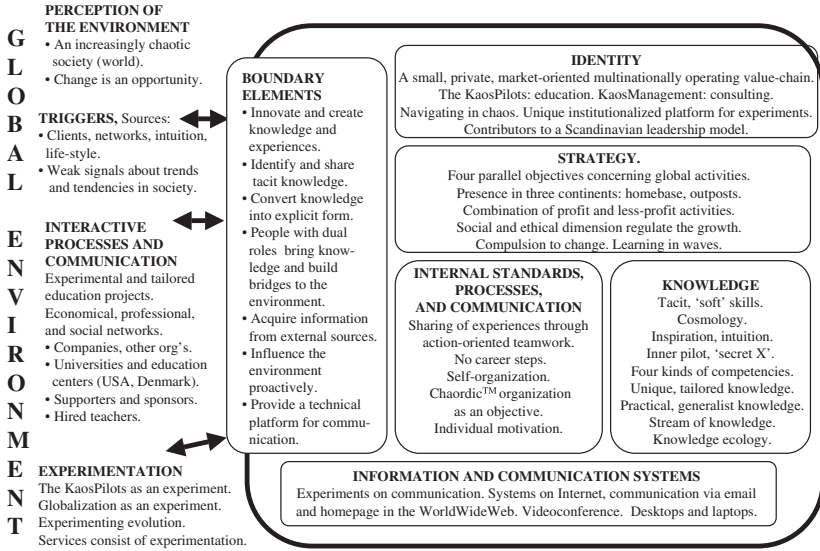 GLOBAL ENVIRONMENT
PERCEPTION OF
THE ENVIRONMENT
• An increasingly chaotic
society (world).
• Change is an opportunity.
TRIGGERS, Sources:
• Clients, networks, intuition,
life-style.
• Weak signals about trends
and tendencies in society.
INTERACTIVE
PROCESSES AND
COMMUNICATION
Experimental and tailored
education projects.
Economical, professional,
and social networks.
• Companies, other org's.
• Universities and education
centers (USA, Denmark).
• Supporters and sponsors.
• Hired teachers.
EXPERIMENTATION
The KaosPilots as an experiment.
Globalization as an experiment.
Experimenting evolution.
Services consist of experimentation.
BOUNDARY
ELEMENTS
• Innovate and create
knowledge and
experiences.
• Identify and share
tacit knowledge.
• Convert knowledge
into explicit form.
• People with dual
roles bring know-
ledge and build
bridges to the
environment.
• Acquire information
from external sources.
• Influence the
environment
proactively.
• Provide a technical
platform for commu-
nication.
IDENTITY
A small, private, market-oriented multinationally operating value-chain.
The KaosPilots: education. KaosManagement: consulting.
Navigating in chaos. Unique institutionalized platform for experiments.
Contributors to a Scandinavian leadership model.
STRATEGY.
Four parallel objectives concerning global activities.
Presence in three continents: homebase, outposts.
Combination of profit and less-profit activities.
Social and ethical dimension regulate the growth.
Compulsion to change. Learning in waves.
INTERNAL STANDARDS,
PROCESSES,
AND COMMUNICATION
Sharing of experiences through
action-oriented teamwork.
No career steps.
Self-organization.
Chaordic™ organization
as an objective.
Individual motivation.
KNOWLEDGE
Tacit, 'soft' skills.
Cosmology.
Inspiration, intuition.
Inner pilot, 'secret X'.
Four kinds of competencies.
Unique, tailored knowledge.
Practical, generalist knowledge.
Stream of knowledge.
Knowledge ecology.
INFORMATION AND COMMUNICATION SYSTEMS
Experiments on communication. Systems on Internet, communication via email
and homepage in the WorldWideWeb. Videoconference. Desktops and laptops.